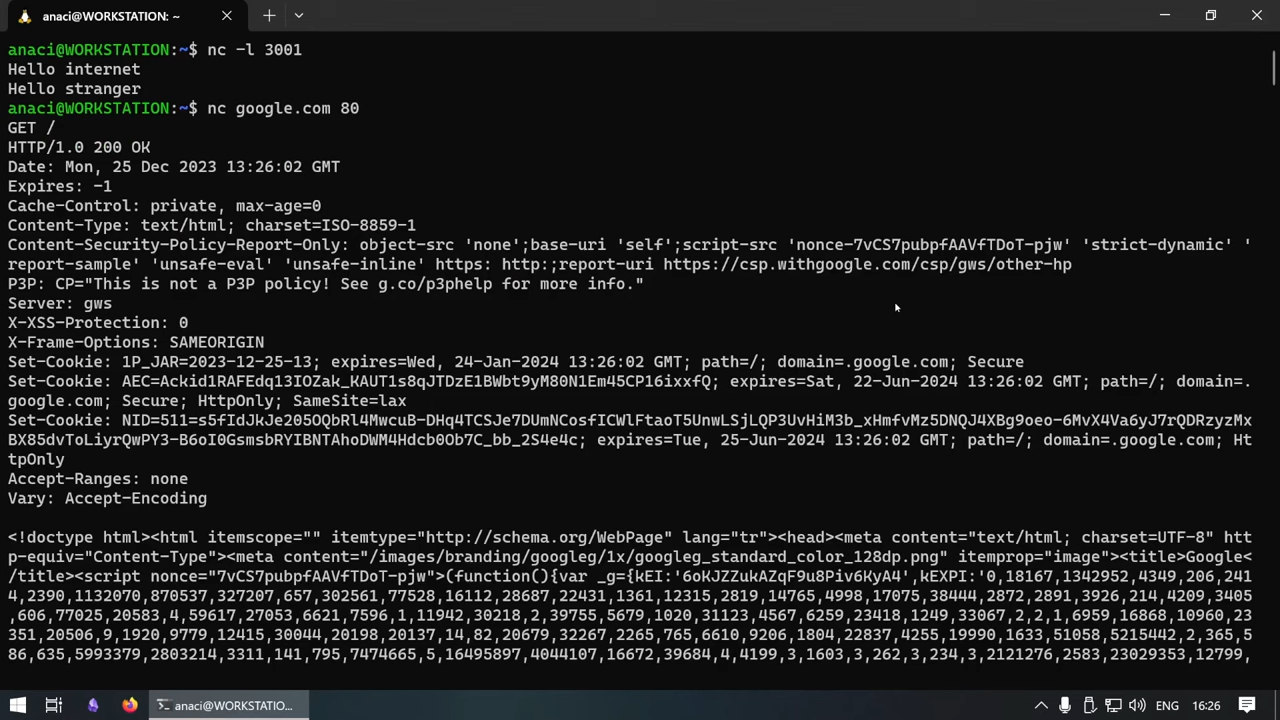 anaci@WORKSTATION: ~
anaci@WORKSTATION:~$ nc -l 3001
Hello internet
Hello stranger
anaci@WORKSTATION:~$ nc google.com 80
GET /
HTTP/1.0 200 OK
Date: Mon, 25 Dec 2023 13:26:02 GMT
Expires: -1
Cache-Control: private, max-age=0
Content-Type: text/html; charset=ISO-8859-1
Content-Security-Policy-Report-Only: object-src 'none';base-uri 'self';script-src 'nonce-7vCS7pubpfAAVfTDoT-pjw' 'strict-dynamic' '
report-sample' 'unsafe-eval' 'unsafe-inline' https: http:;report-uri https://csp.withgoogle.com/csp/gws/other-hp
P3P: CP="This is not a P3P policy! See g.co/p3phelp for more info."
Server: gws
X-XSS-Protection: 0
X-Frame-Options: SAMEORIGIN
Set-Cookie: 1P_JAR=2023-12-25-13; expires=Wed, 24-Jan-2024 13:26:02 GMT; path=/; domain=.google.com; Secure
Set-Cookie: AEC=Ackid1RAFEdq13IOZak_KAUT1s8qJTDzE1BWbt9yM80N1Em45CP16ixxfQ; expires=Sat, 22-Jun-2024 13:26:02 GMT; path=/; domain=.
google.com; Secure; HttpOnly; SameSite=lax
Set-Cookie: NID=511=s5fIdJkJe205OQbRl4MwcuB-DHq4TCSJe7DUmNCosfICWlFtaoT5UnwLSjLQP3UvHiM3b_xHmfvMz5DNQJ4XBg9oeo-6MvX4Va6yJ7rQDRzyzMx
BX85dvToLiyrQwPY3-B6oI0GsmsbRYIBNTAhoDWM4Hdcb0Ob7C_bb_2S4e4c; expires=Tue, 25-Jun-2024 13:26:02 GMT; path=/; domain=.google.com; Ht
tpOnly
Accept-Ranges: none
Vary: Accept-Encoding
<!doctype html><html itemscope="" itemtype="http://schema.org/WebPage" lang="tr"><head><meta content="text/html; charset=UTF-8" htt
p-equiv="Content-Type"><meta content="/images/branding/googleg/1x/googleg_standard_color_128dp.png" itemprop="image"><title>Google<
/title><script nonce="7vCS7pubpfAAVfTDoT-pjw">(function(){var _g={kEI:'6oKJZZukAZqF9u8Piv6KyA4',kEXPI:'0,18167,1342952,4349,206,241
4,2390,1132070,870537,327207,657,302561,77528,16112,28687,22431,1361,12315,2819,14765,4998,17075,38444,2872,2891,3926,214,4209,3405
,606,77025,20583,4,59617,27053,6621,7596,1,11942,30218,2,39755,5679,1020,31123,4567,6259,23418,1249,33067,2,2,1,6959,16868,10960,23
351,20506,9,1920,9779,12415,30044,20198,20137,14,82,20679,32267,2265,765,6610,9206,1804,22837,4255,19990,1633,51058,5215442,2,365,5
86,635,5993379,2803214,3311,141,795,7474665,5,16495897,4044107,16672,39684,4,4199,3,1603,3,262,3,234,3,2121276,2583,23029353,12799,
anaci@WORKSTATIO...
ENG
16:26